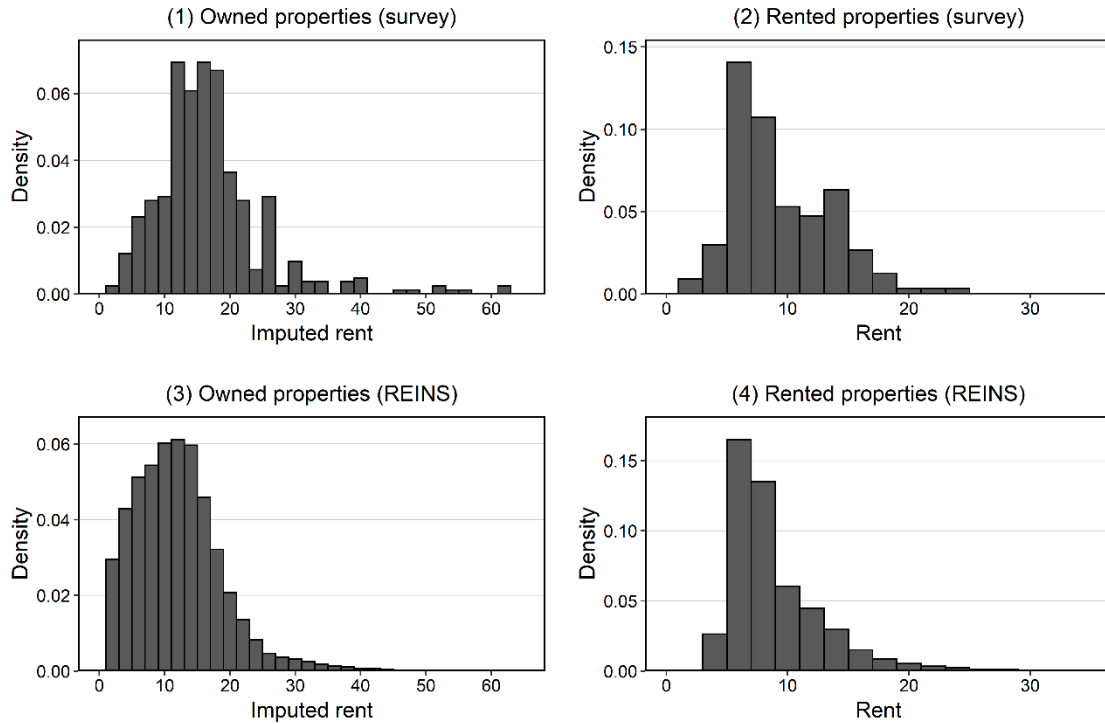 (1) Owned properties (survey)
Density
0.06
0.04
0.02
0.00
0 10 20 30 40 50 60
Imputed rent
(2) Rented properties (survey)
Density
0.15
0.10
0.05
0.00
0 10 20 30
Rent
(3) Owned properties (REINS)
Density
0.06
0.04
0.02
0.00
0 10 20 30 40 50 60
Imputed rent
(4) Rented properties (REINS)
Density
0.15
0.10
0.05
0.00
0 10 20 30
Rent